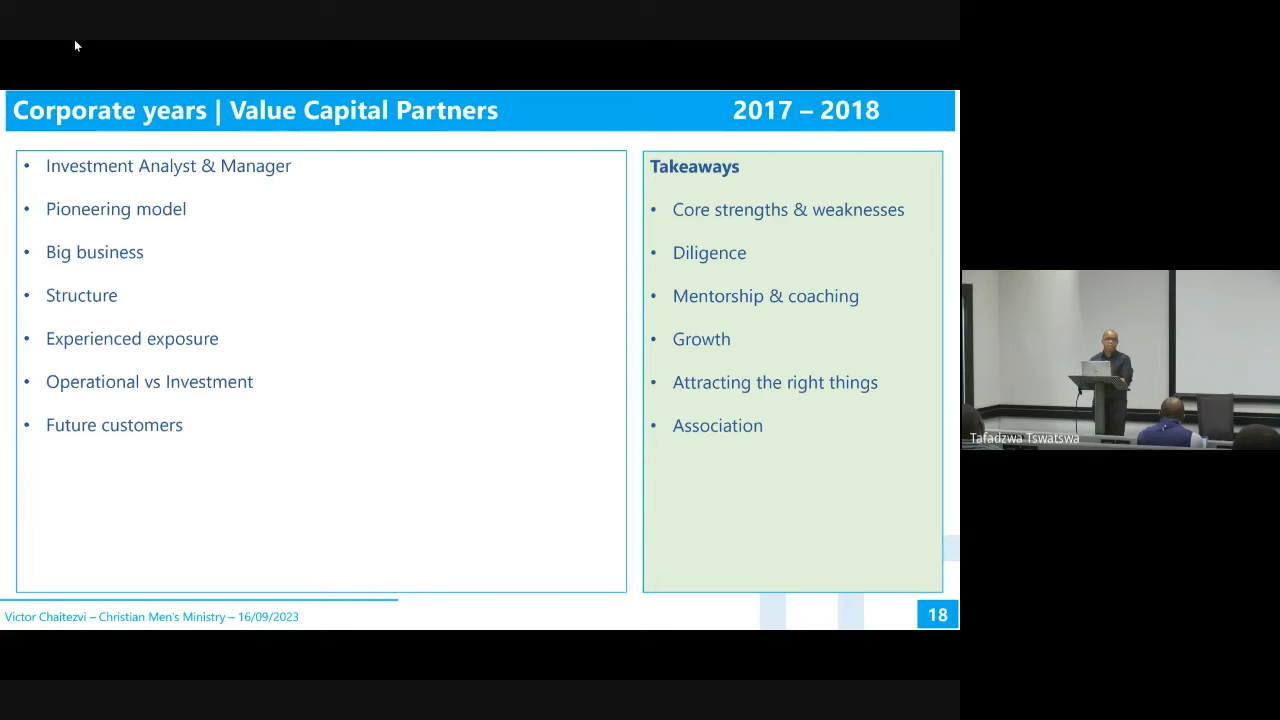 Corporate years | Value Capital Partners 2017 – 2018
• Investment Analyst & Manager
• Pioneering model
• Big business
• Structure
• Experienced exposure
• Operational vs Investment
• Future customers
Takeaways
• Core strengths & weaknesses
• Diligence
• Mentorship & coaching
• Growth
• Attracting the right things
• Association
Victor Chaitezvi – Christian Men's Ministry – 16/09/2023
18
Tafadzwa Tswatswa